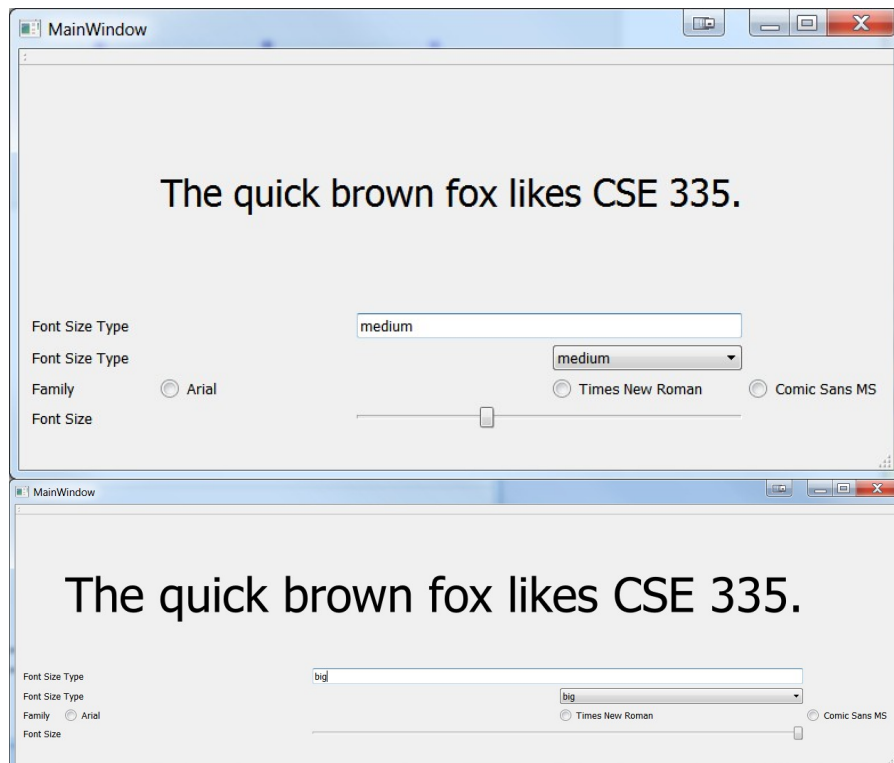 MainWindow
The quick brown fox likes CSE 335.
Font Size Type medium
Font Size Type medium
Family Arial Times New Roman Comic Sans MS
Font Size
MainWindow
The quick brown fox likes CSE 335.
Font Size Type big
Font Size Type big
Family Arial Times New Roman Comic Sans MS
Font Size